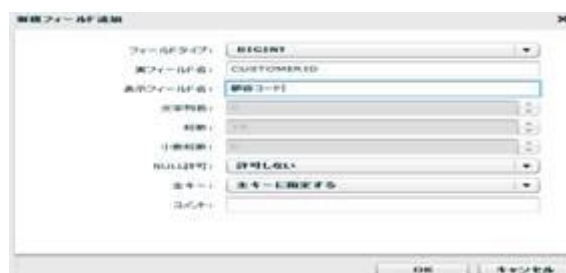 新規フィールド追加
フィールドタイプ: BIGINT
実フィールド名: CUSTOMERID
表示フィールド名: 顧客コード
桁数:
小数桁数:
NULL許可: 許可しない
主キー: 主キーに指定する
コメント:
OK キャンセル